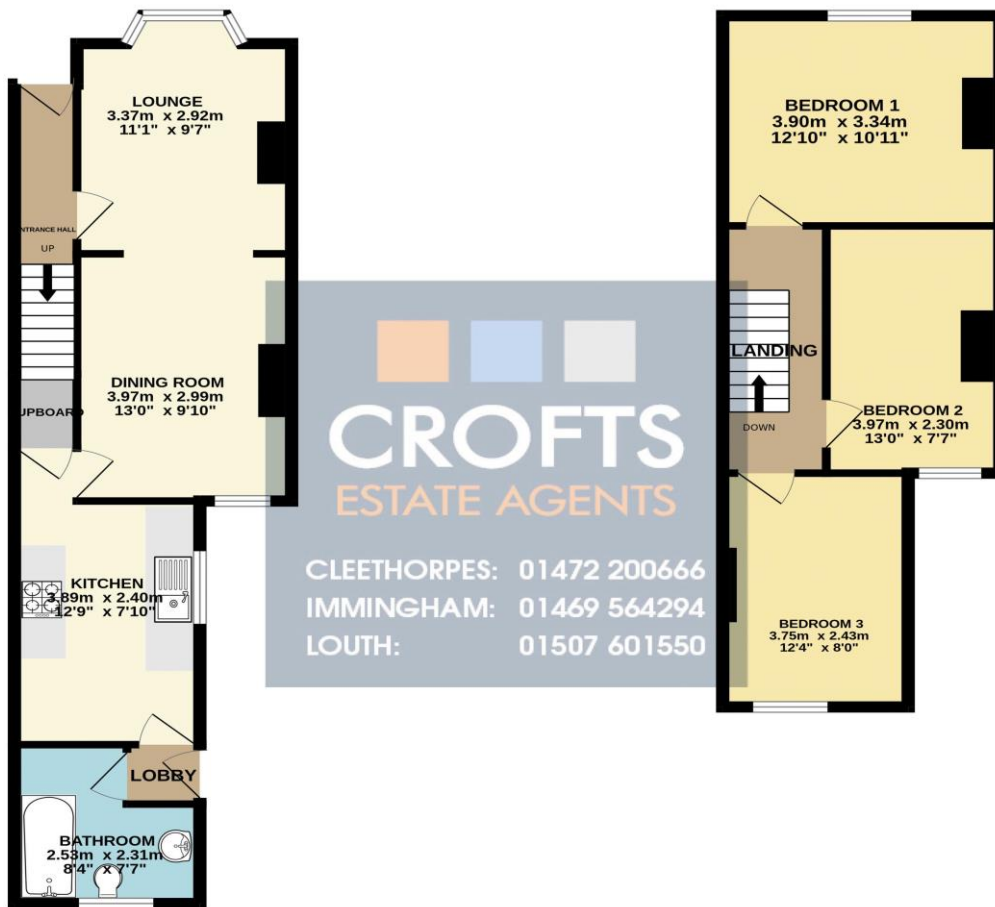 LOUNGE
3.37m x 2.92m
11'1" x 9'7"
NTRANCE HALL
UP
DINING ROOM
3.97m x 2.99m
13'0" x 9'10"
UPBOARD
KITCHEN
3.89m x 2.40m
12'9" x 7'10"
LOBBY
BATHROOM
2.53m x 2.31m
8'4" x 7'7"
BEDROOM 1
3.90m x 3.34m
12'10" x 10'11"
LANDING
DOWN
BEDROOM 2
3.97m x 2.30m
13'0" x 7'7"
BEDROOM 3
3.75m x 2.43m
12'4" x 8'0"
CROFTS
ESTATE AGENTS
CLEETHORPES: 01472 200666
IMMINGHAM: 01469 564294
LOUTH: 01507 601550